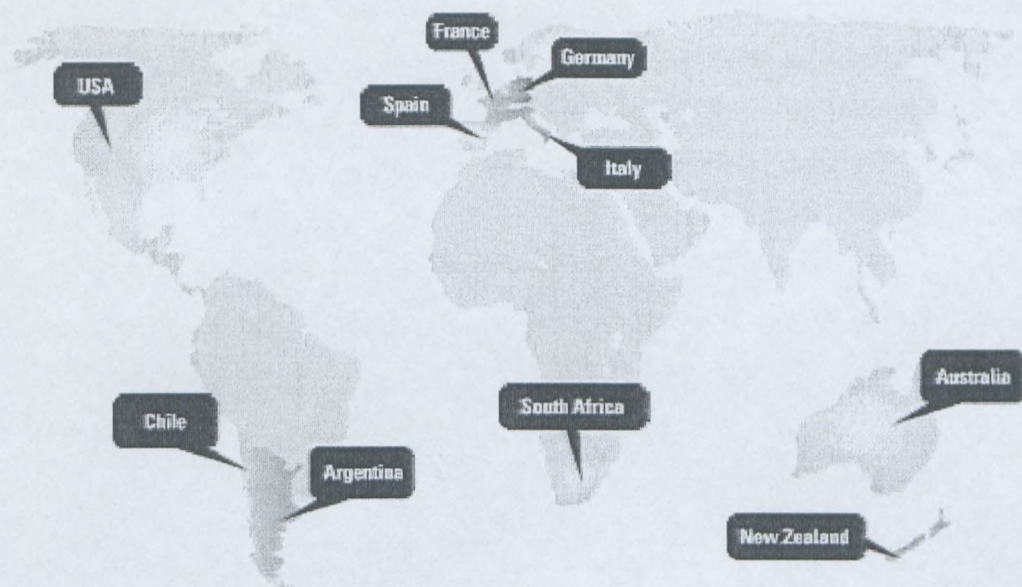 France
Germany
USA
Spain
Italy
Australia
South Africa
Chile
Argentina
New Zealand